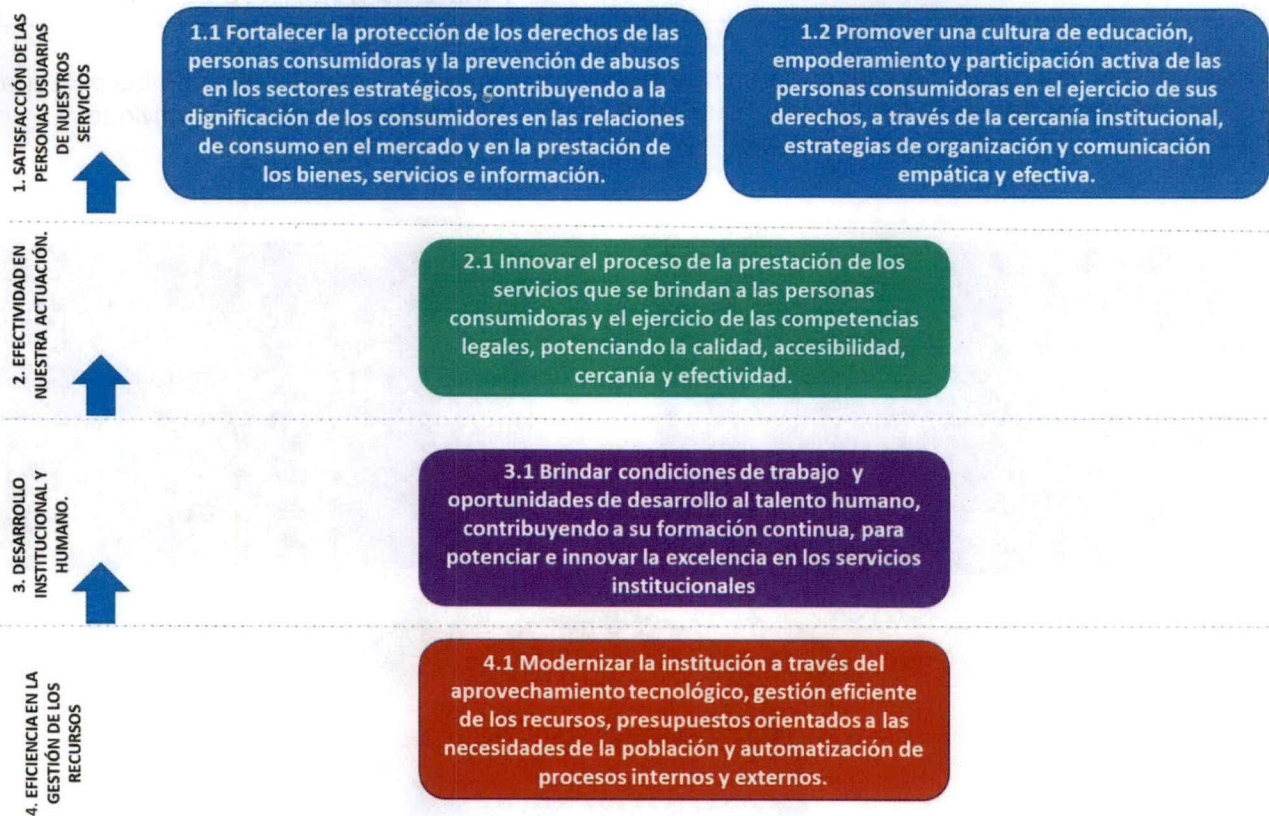 1. SATISFACCIÓN DE LAS
PERSONAS USUARIAS
DE NUESTROS
SERVICIOS
1.1 Fortalecer la protección de los derechos de las
personas consumidoras y la prevención de abusos
en los sectores estratégicos, contribuyendo a la
dignificación de los consumidores en las relaciones
de consumo en el mercado y en la prestación de
los bienes, servicios e información.
1.2 Promover una cultura de educación,
empoderamiento y participación activa de las
personas consumidoras en el ejercicio de sus
derechos, a través de la cercanía institucional,
estrategias de organización y comunicación
empática y efectiva.
2. EFECTIVIDAD EN
NUESTRA ACTUACIÓN.
2.1 Innovar el proceso de la prestación de los
servicios que se brindan a las personas
consumidoras y el ejercicio de las competencias
legales, potenciando la calidad, accesibilidad,
cercanía y efectividad.
3. DESARROLLO
INSTITUCIONAL Y
HUMANO.
3.1 Brindar condiciones de trabajo y
oportunidades de desarrollo al talento humano,
contribuyendo a su formación continua, para
potenciar e innovar la excelencia en los servicios
institucionales
4. EFICIENCIA EN LA
GESTIÓN DE LOS
RECURSOS
4.1 Modernizar la institución a través del
aprovechamiento tecnológico, gestión eficiente
de los recursos, presupuestos orientados a las
necesidades de la población y automatización de
procesos internos y externos.